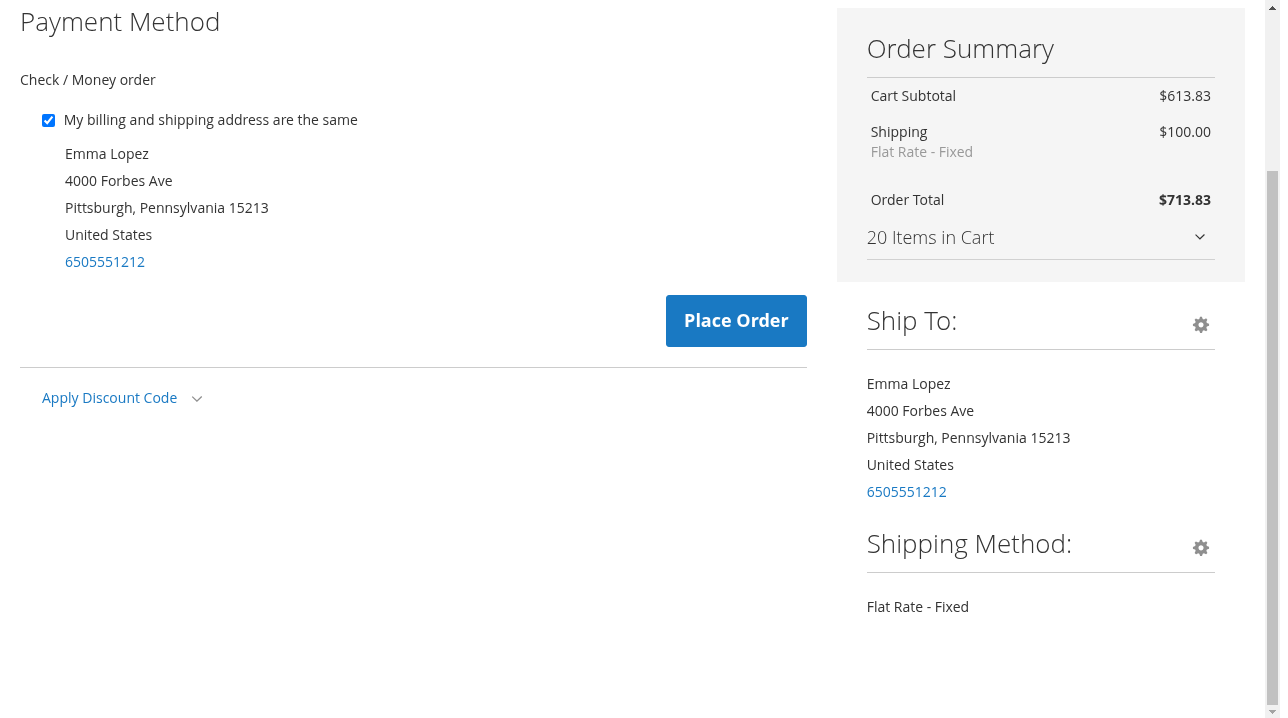 Payment Method
Check / Money order
My billing and shipping address are the same
Emma Lopez
4000 Forbes Ave
Pittsburgh, Pennsylvania 15213
United States
6505551212
Place Order
Apply Discount Code
Order Summary
Cart Subtotal $613.83
Shipping $100.00
Flat Rate - Fixed
Order Total $713.83
20 Items in Cart
Ship To:
Emma Lopez
4000 Forbes Ave
Pittsburgh, Pennsylvania 15213
United States
6505551212
Shipping Method:
Flat Rate - Fixed